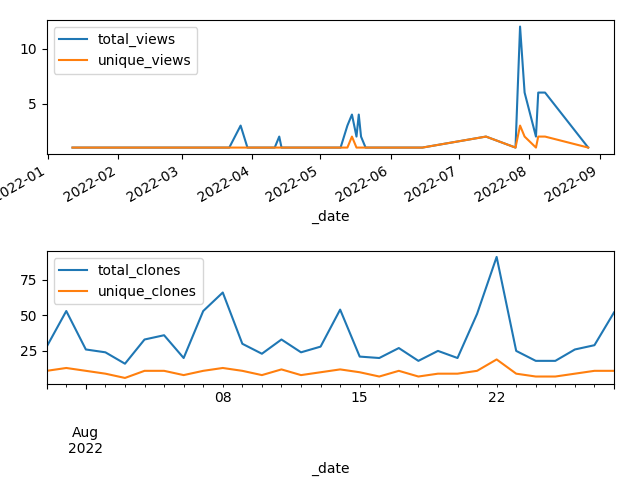 total_views
unique_views
10
5
2022-01
2022-02
2022-03
2022-04
2022-05
2022-06
2022-07
2022-08
2022-09
_date
total_clones
unique_clones
75
50
25
08
15
22
Aug
2022
_date